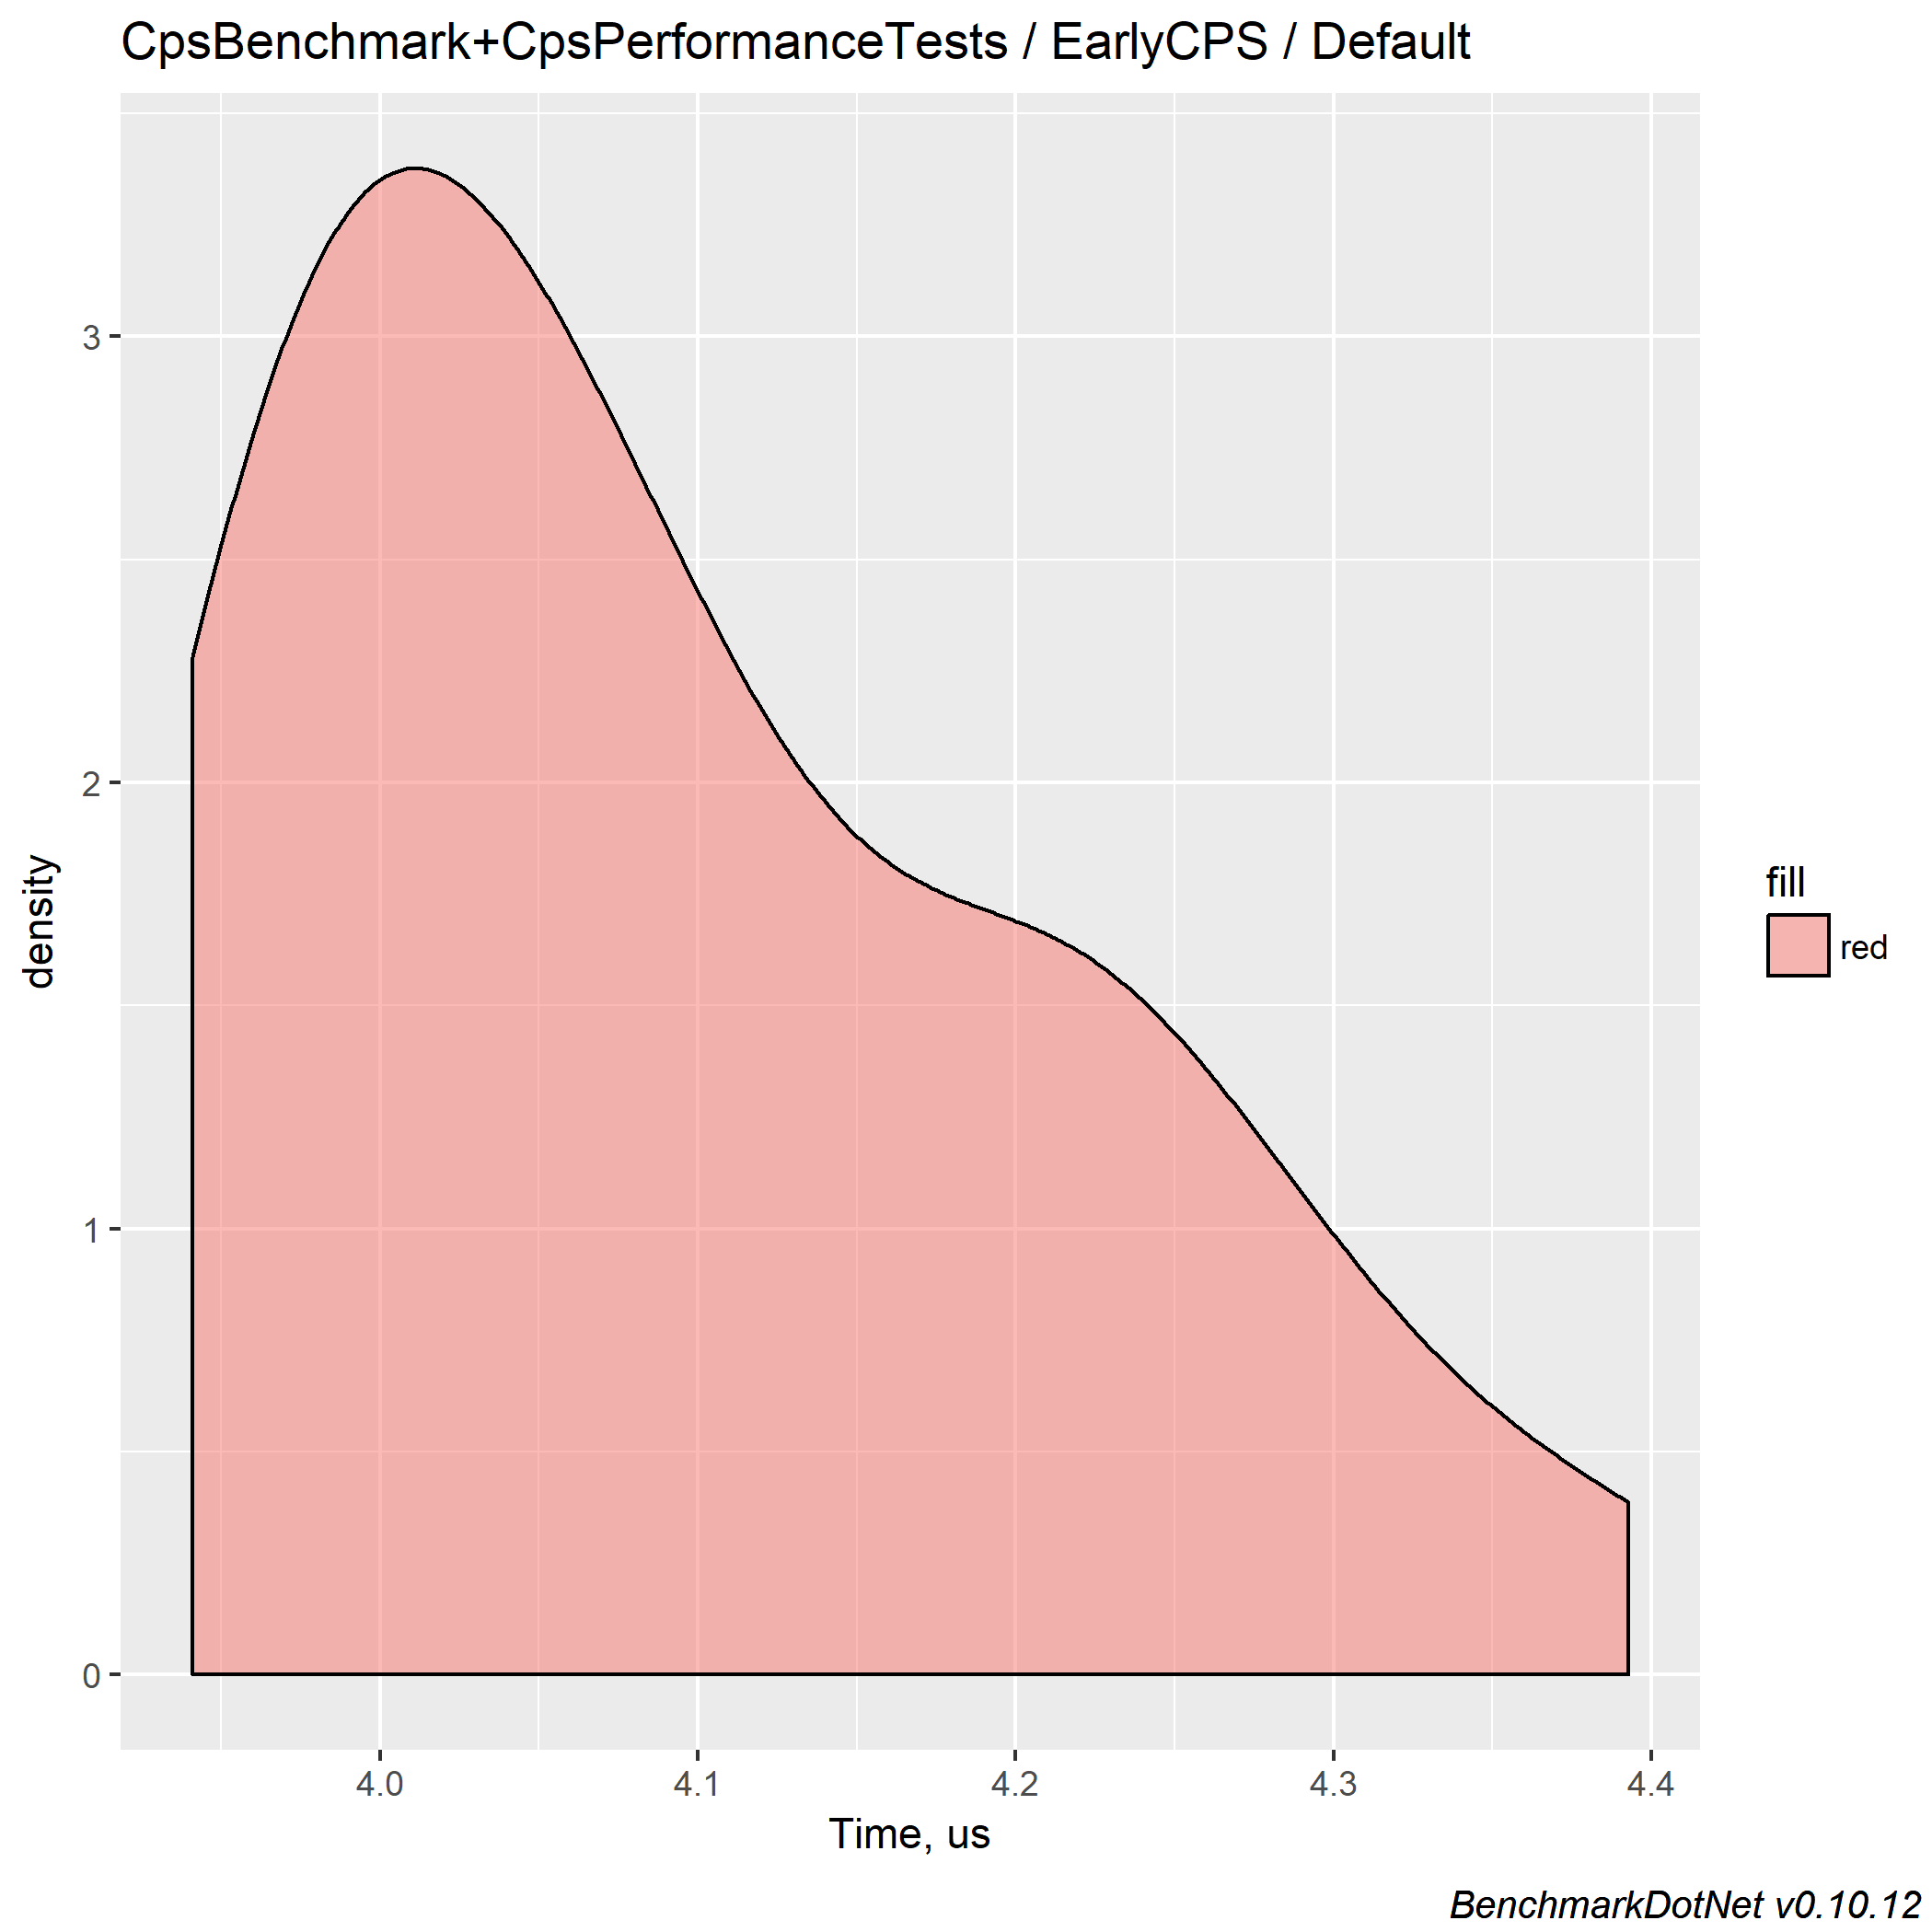 CpsBenchmark+CpsPerformanceTests / EarlyCPS / Default
density
3
2
1
0
4.0 4.1 4.2 4.3 4.4
Time, us
fill
red
BenchmarkDotNet v0.10.12